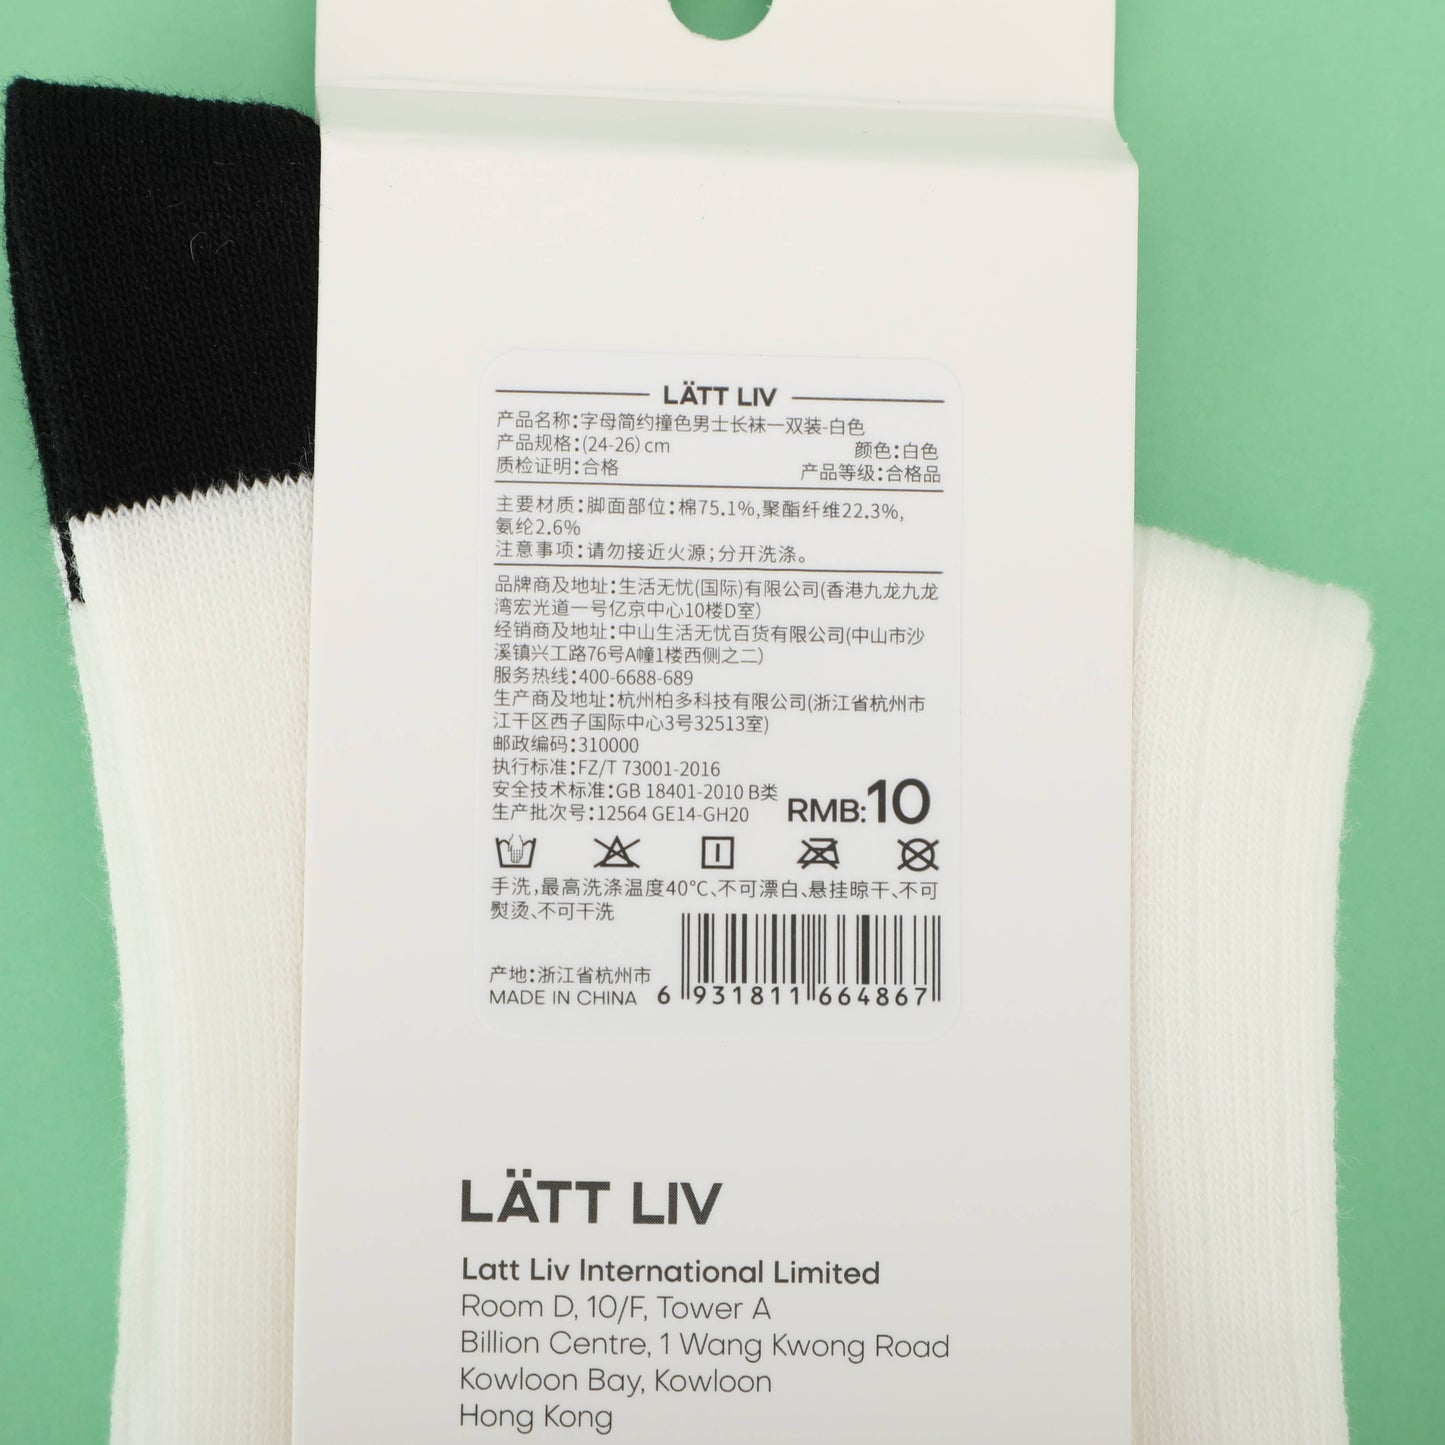 LÄTT LIV
产品名称:字母简约撞色男士长袜一双装-白色
产品规格:(24-26)cm 颜色:白色
质检证明:合格 产品等级:合格品
主要材质:脚面部位:棉75.1%,聚酯纤维22.3%,
氨纶2.6%
注意事项:请勿接近火源;分开洗涤。
品牌商及地址:生活无忧(国际)有限公司(香港九龙九龙
湾宏光道一号亿京中心10楼D室)
经销商及地址:中山生活无忧百货有限公司(中山市沙
溪镇兴工路76号A幢1楼西侧之二)
服务热线:400-6688-689
生产商及地址:杭州柏多科技有限公司(浙江省杭州市
江干区西子国际中心3号32513室)
邮政编码:310000
执行标准:FZ/T 73001-2016
安全技术标准:GB 18401-2010 B类
生产批次号:12564 GE14-GH20 RMB:10
手洗,最高洗涤温度40℃、不可漂白、悬挂晾干、不可
熨烫、不可干洗
产地:浙江省杭州市
MADE IN CHINA 6 931811 664867
LÄTT LIV
Latt Liv International Limited
Room D, 10/F, Tower A
Billion Centre, 1 Wang Kwong Road
Kowloon Bay, Kowloon
Hong Kong